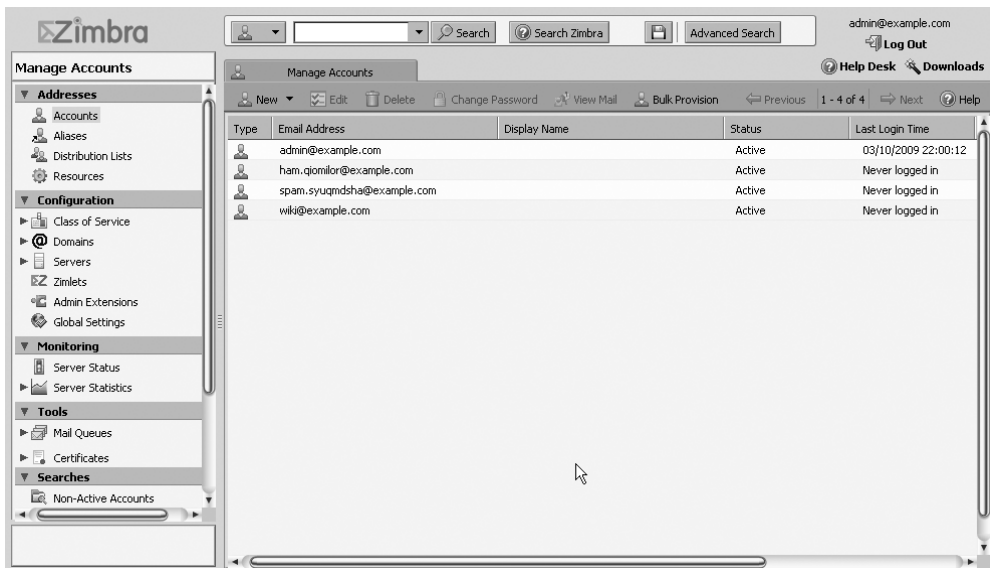 Zimbra
Search
Search Zimbra
Advanced Search
admin@example.com
Log Out
Manage Accounts
Manage Accounts
Help Desk
Downloads
Addresses
Accounts
Aliases
Distribution Lists
Resources
Configuration
Class of Service
Domains
Servers
Zimlets
Admin Extensions
Global Settings
Monitoring
Server Status
Server Statistics
Tools
Mail Queues
Certificates
Searches
Non-Active Accounts
New Edit Delete Change Password View Mail Bulk Provision Previous 1 - 4 of 4 Next Help
Type Email Address Display Name Status Last Login Time
admin@example.com Active 03/10/2009 22:00:12
ham.qiomilor@example.com Active Never logged in
spam.syuqmdsha@example.com Active Never logged in
wiki@example.com Active Never logged in